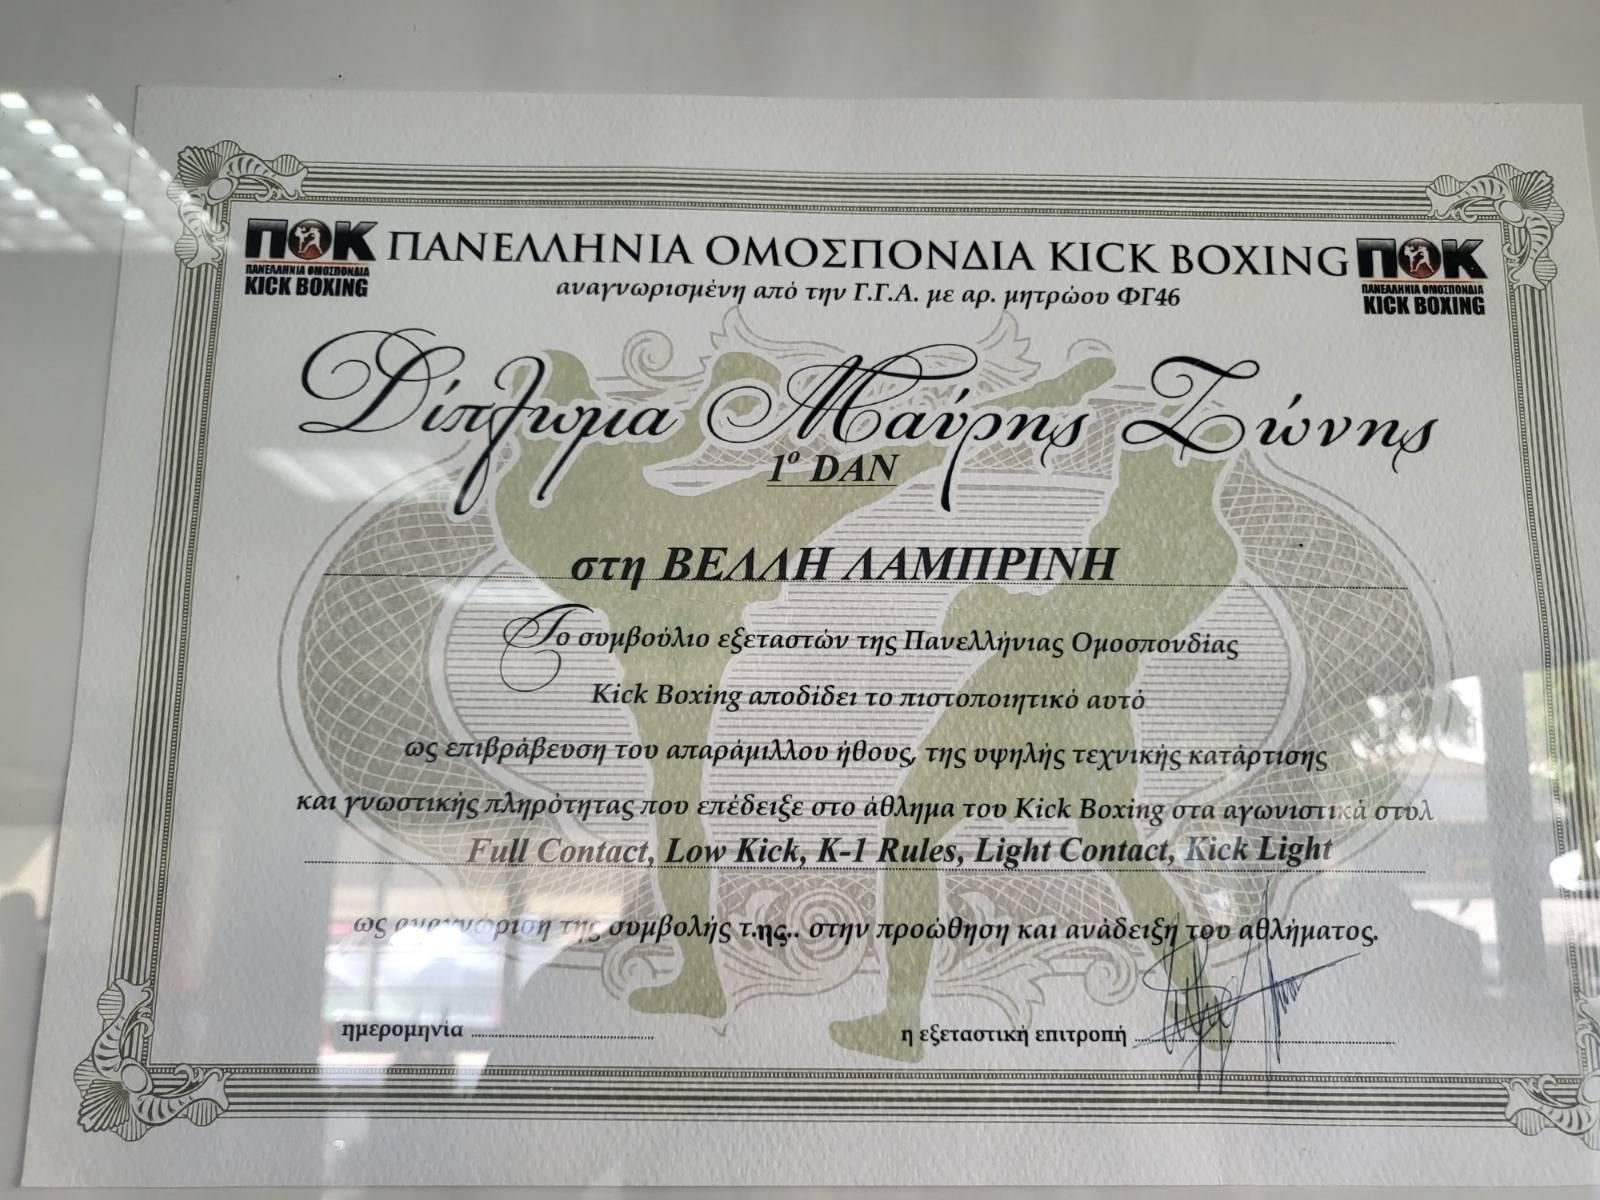 ΠΟΚ ΠΑΝΕΛΛΗΝΙΑ ΟΜΟΣΠΟΝΔΙΑ KICK BOXING ΠΟΚ
ΠΑΝΕΛΛΗΝΙΑ ΟΜΟΣΠΟΝΔΙΑ
KICK BOXING
αναγνωρισμένη από την Γ.Γ.Α. με αρ. μητρώου ΦΓ46
ΠΑΝΕΛΛΗΝΙΑ ΟΜΟΣΠΟΝΔΙΑ
KICK BOXING
Δίπλωμα Μαύρης Ζώνης
1º DAN
στη ΒΕΛΛΗ ΛΑΜΠΡΙΝΗ
Το συμβούλιο εξεταστών της Πανελλήνιας Ομοσπονδίας
Kick Boxing αποδίδει το πιστοποιητικό αυτό
ως επιβράβευση του απαράμιλλου ήθους, της υψηλής τεχνικής κατάρτισης
και γνωστικής πληρότητας που επέδειξε στο άθλημα του Kick Boxing στα αγωνιστικά στυλ
Full Contact, Low Kick, K-1 Rules, Light Contact, Kick Light
ως αναγνώριση της συμβολής τ.ης.. στην προώθηση και ανάδειξη του αθλήματος.
ημερομηνία
η εξεταστική επιτροπή